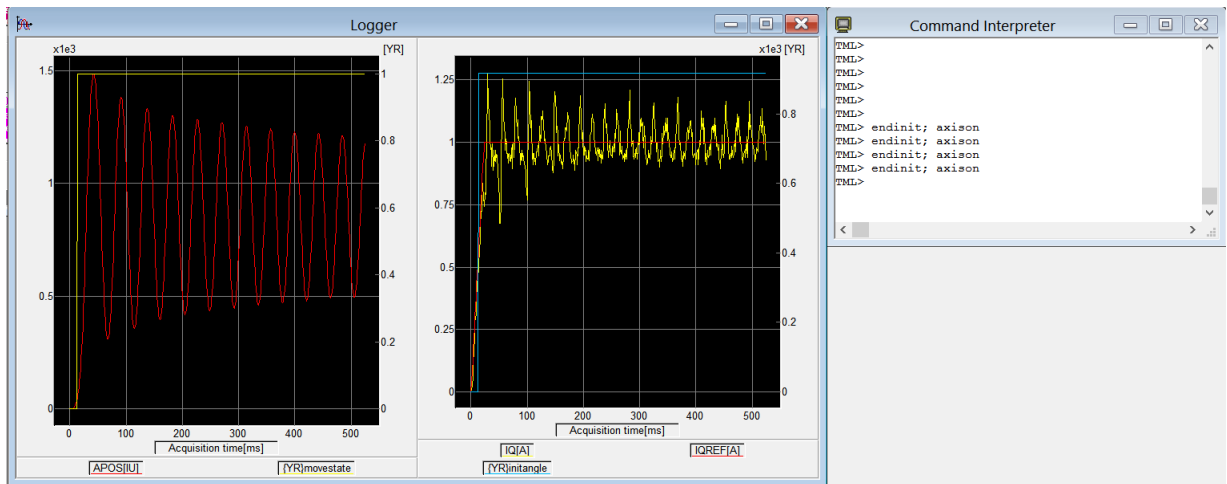 Logger
x1e3
[YR]
1.5
1
0.5
0
1
0.8
0.6
0.4
0.2
0
0 100 200 300 400 500
Acquisition time[ms]
APOS[IU] {YR}movestate
x1e3 [YR]
1.25
1
0.75
0.5
0.25
0
0.8
0.6
0.4
0.2
0
0 100 200 300 400 500
Acquisition time[ms]
IQ[A] IQREF[A]
{YR}initangle
Command Interpreter
TML>
TML>
TML>
TML>
TML>
TML>
TML> endinit; axison
TML> endinit; axison
TML> endinit; axison
TML> endinit; axison
TML>